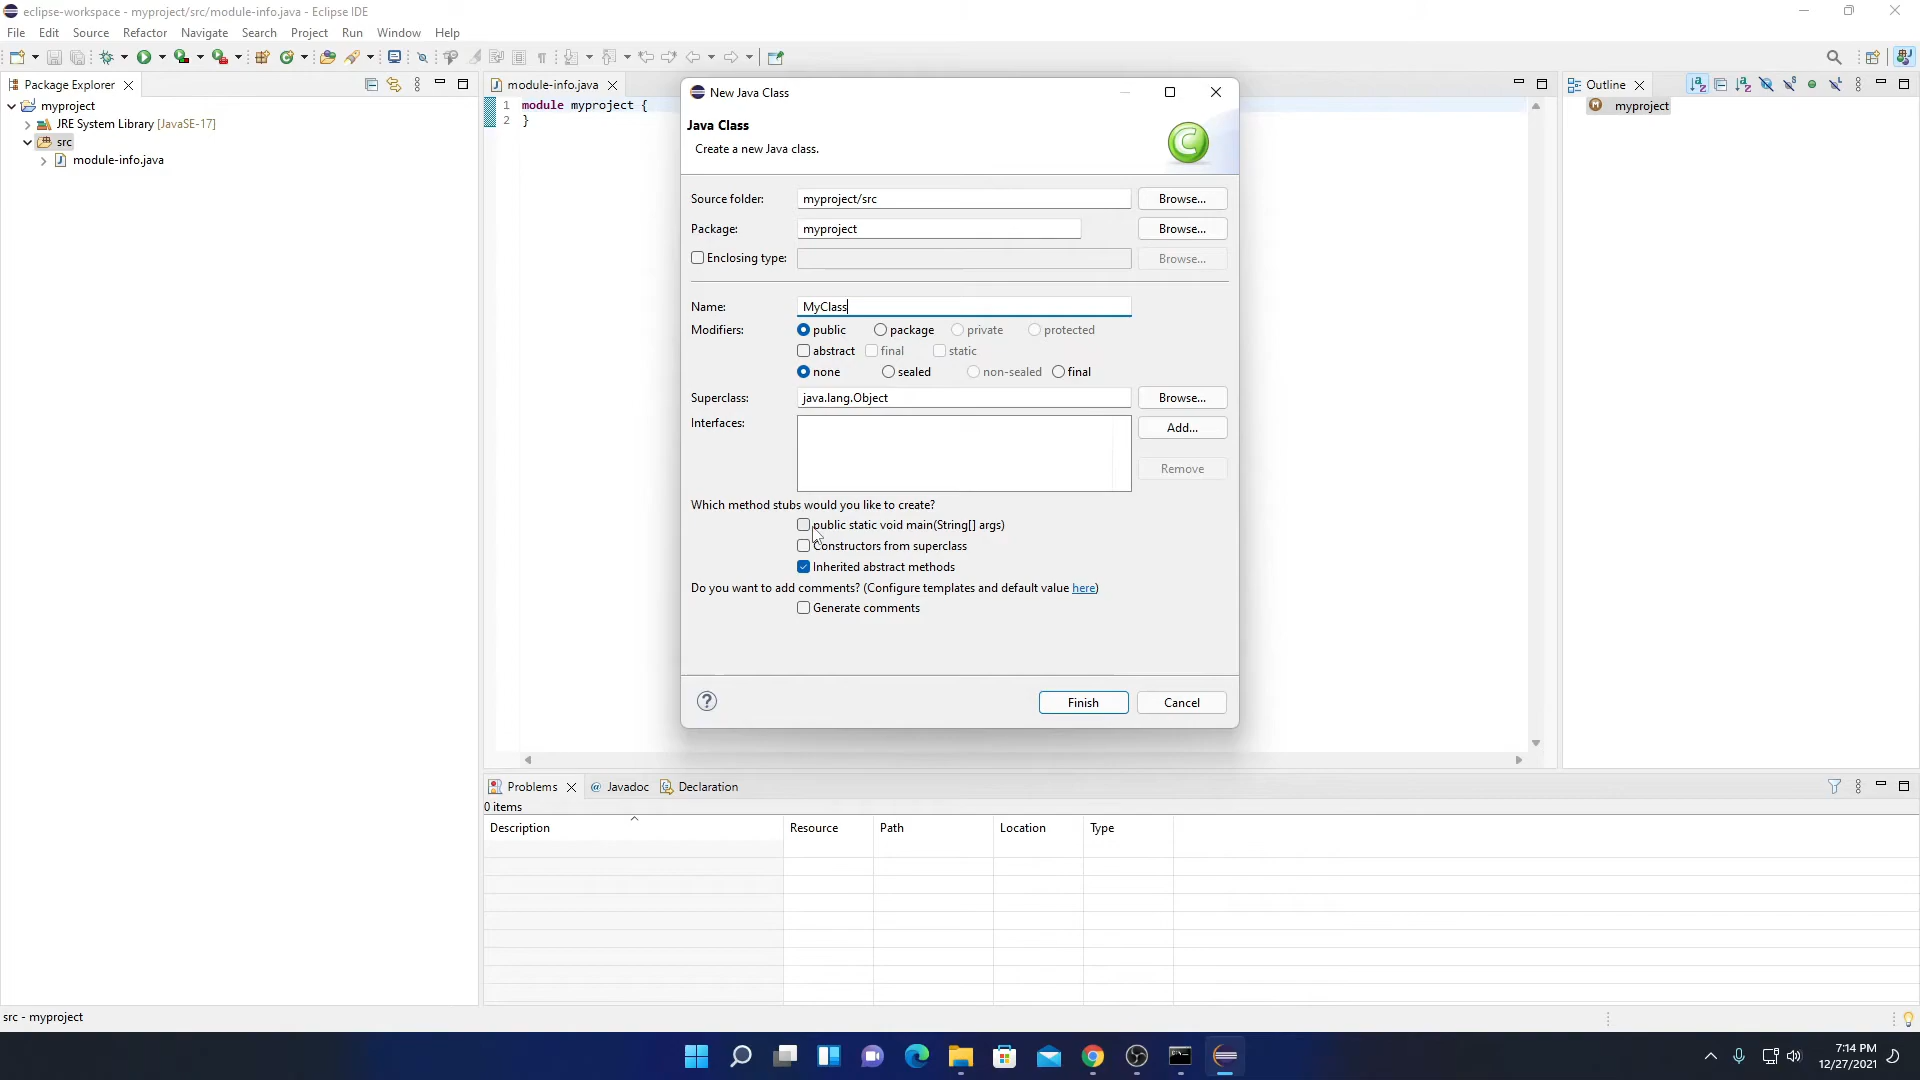 eclipse-workspace - myproject/src/module-info.java - Eclipse IDE
File Edit Source Refactor Navigate Search Project Run Window Help
Package Explorer
myproject
JRE System Library [JavaSE-17]
src
module-info.java
module-info.java
1 module myproject {
2 }
New Java Class
Java Class
Create a new Java class.
Source folder: myproject/src Browse...
Package: myproject Browse...
Enclosing type: Browse...
Name: MyClass
Modifiers: public package private protected
abstract final static
none sealed non-sealed final
Superclass: java.lang.Object Browse...
Interfaces: Add...
Remove
Which method stubs would you like to create?
public static void main(String[] args)
Constructors from superclass
Inherited abstract methods
Do you want to add comments? (Configure templates and default value here)
Generate comments
Finish Cancel
Outline
myproject
Problems Javadoc Declaration
0 items
Description Resource Path Location Type
src - myproject
7:14 PM
12/27/2021